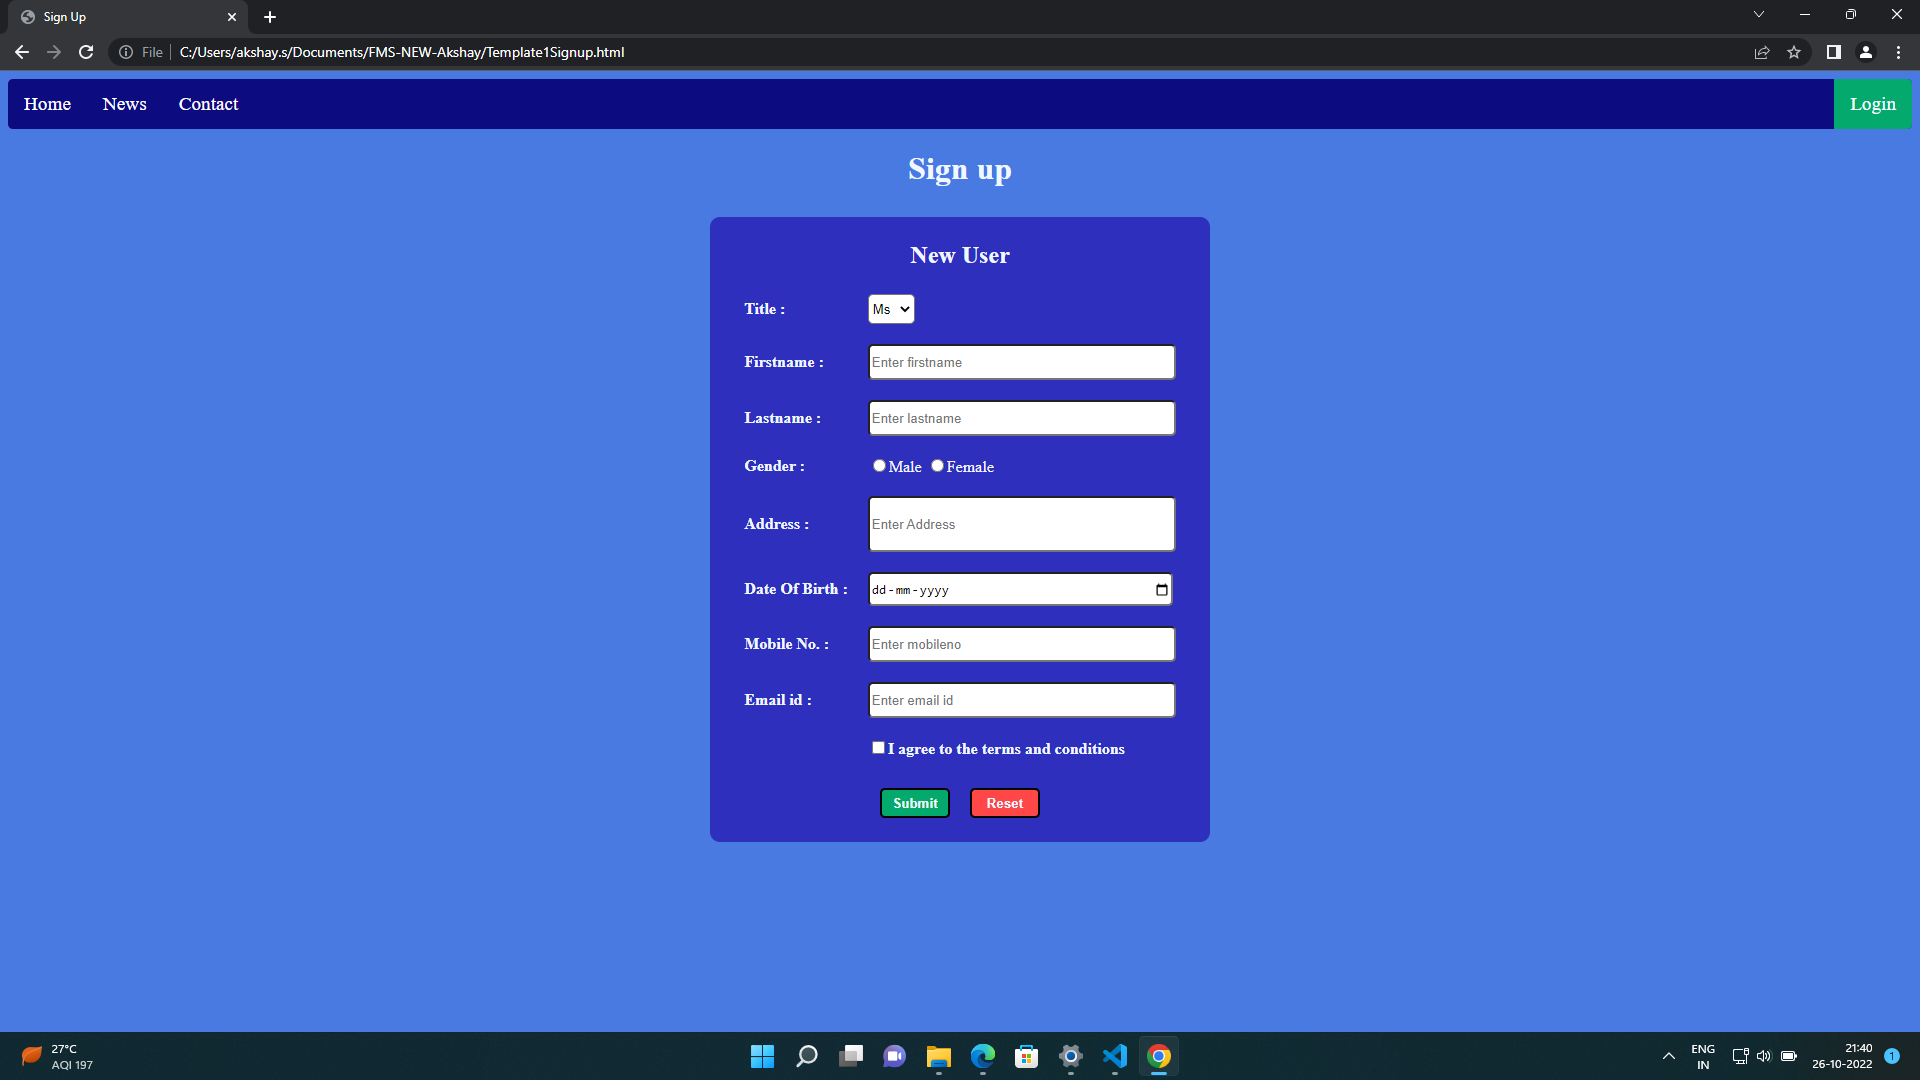 Sign Up
File
C:/Users/akshay.s/Documents/FMS-NEW-Akshay/Template1Signup.html
Home News Contact Login
Sign up
New User
Title : Ms
Firstname : Enter firstname
Lastname : Enter lastname
Gender : Male Female
Address : Enter Address
Date Of Birth : dd-mm-yyyy
Mobile No. : Enter mobileno
Email id : Enter email id
I agree to the terms and conditions
Submit Reset
27°C
AQI 197
ENG
IN
21:40
26-10-2022
1